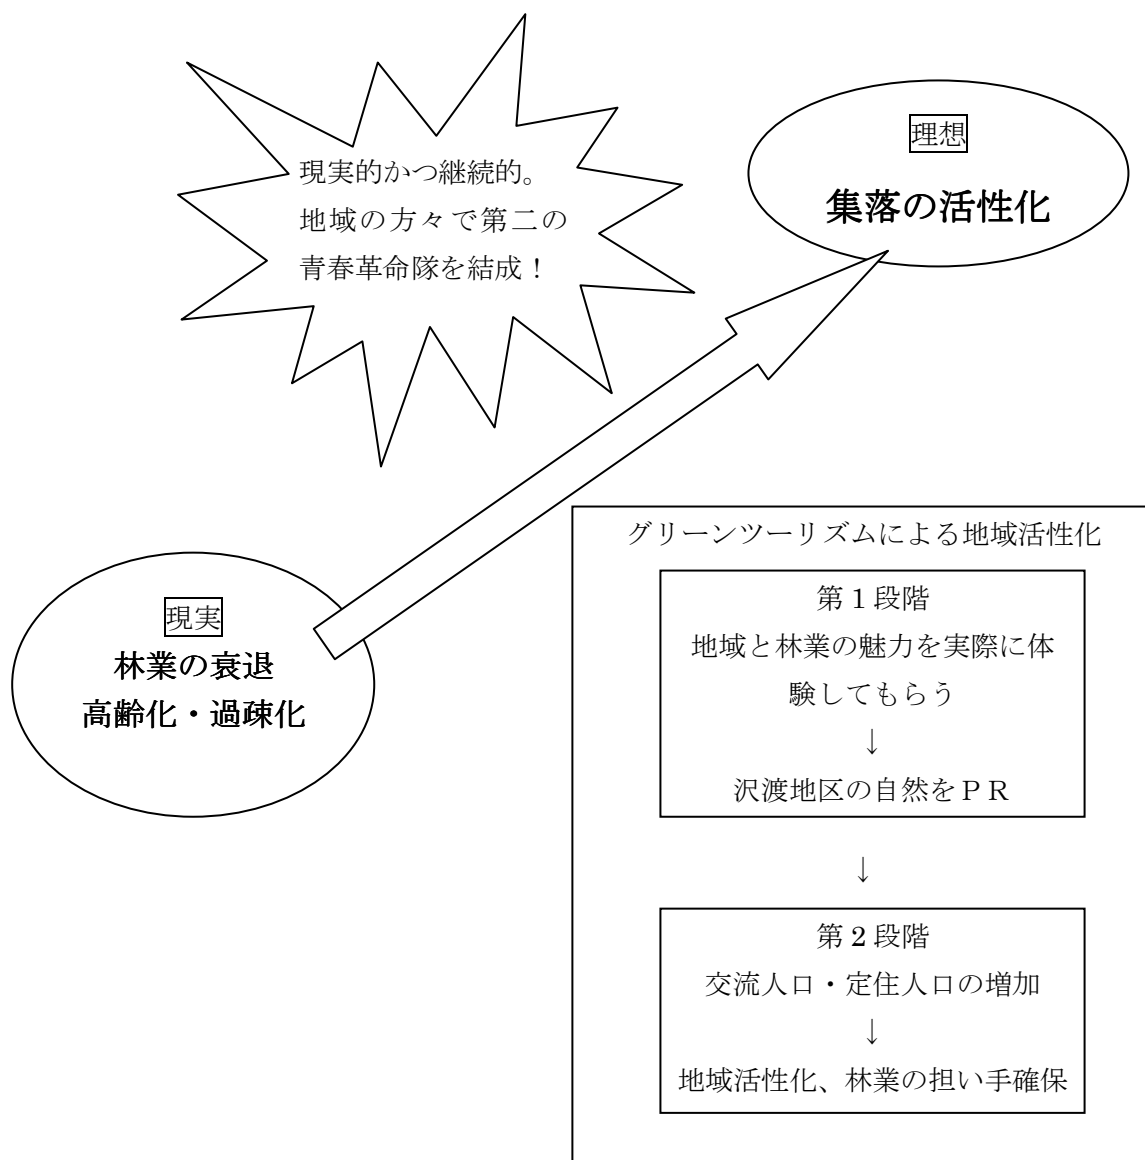 現実的かつ継続的。
地域の方々で第二の
青春革命隊を結成！
理想
集落の活性化
現実
林業の衰退
高齢化・過疎化
グリーンツーリズムによる地域活性化
第１段階
地域と林業の魅力を実際に体
験してもらう
↓
沢渡地区の自然をＰＲ
↓
第２段階
交流人口・定住人口の増加
↓
地域活性化、林業の担い手確保